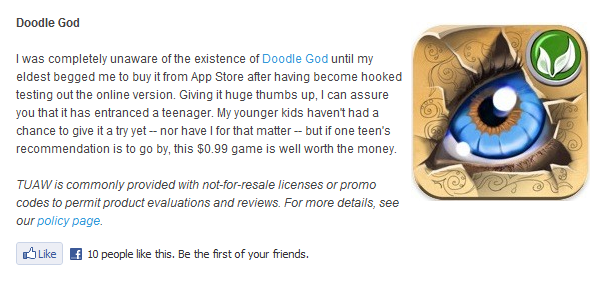 Doodle God
I was completely unaware of the existence of Doodle God until my
eldest begged me to buy it from App Store after having become hooked
testing out the online version. Giving it huge thumbs up, I can assure
you that it has entranced a teenager. My younger kids haven't had a
chance to give it a try yet -- nor have I for that matter -- but if one teen's
recommendation is to go by, this $0.99 game is well worth the money.
TUAW is commonly provided with not-for-resale licenses or promo
codes to permit product evaluations and reviews. For more details, see
our policy page.
Like 10 people like this. Be the first of your friends.